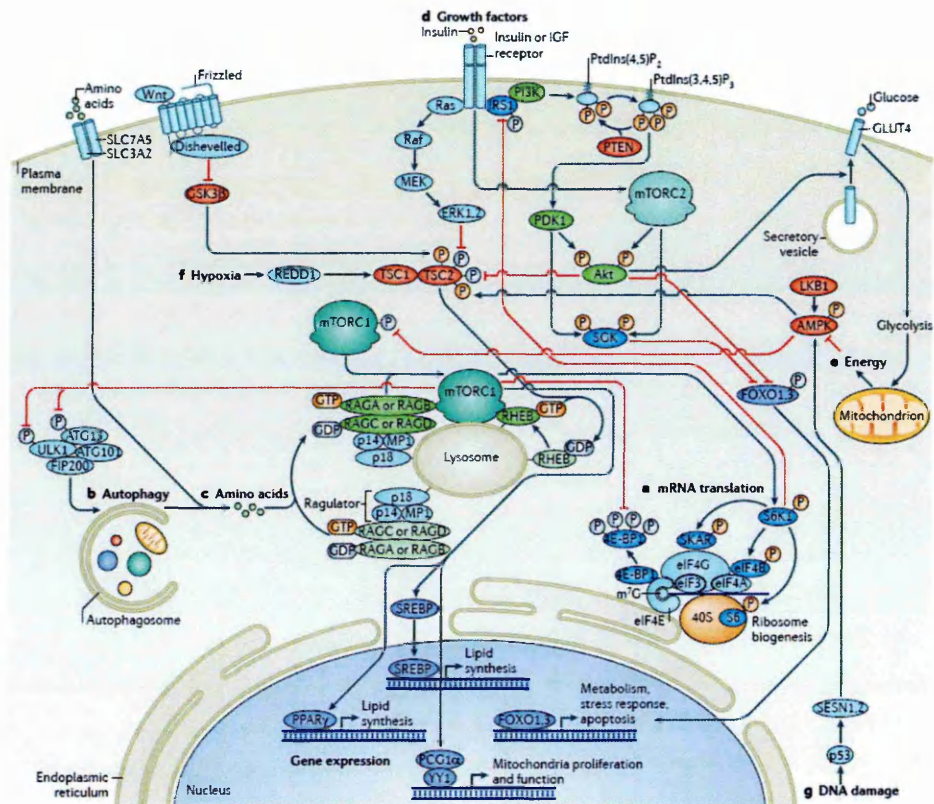 d Growth factors
Insulin
Insulin or IGF
receptor
PtdIns(4,5)P2
PtdIns(3,4,5)P3
Amino
acids
Wnt
Frizzled
Ras
IRS1
PI3K
P
P
P
P
P
P
P
Glucose
GLUT4
SLC7A5
SLC3A2
Dishevelled
Raf
PTEN
Plasma
membrane
GSK3B
MEK
mTORC2
ERK1,2
PDK1
Secretory
vesicle
P
P
P
P
f Hypoxia
REDD1
TSC1
TSC2
P
P
Akt
LKB1
mTORC1
P
P
P
SGK
P
AMPK
Glycolysis
e Energy
mTORC1
FOXO1,3
P
Mitochondrion
GTP
RAGA or RAGB
RHEB
GTP
P
P
ATG13
ULK1
ATG101
FIP200
GDP
RAGC or RAGD
p14
MP1
p18
Lysosome
RHEB
GDP
b Autophagy
c Amino acids
a mRNA translation
Ragulator
p18
p14
MP1
P
P
P
P
S6K1
P
GTP
RAGC or RAGD
4E-BP1
SKAR
P
GDP
RAGA or RAGB
4E-BP1
eIF4G
eIF4B
P
eIF3
eIF4A
m7G
Autophagosome
SREBP
eIF4E
40S
S6
P
Ribosome
biogenesis
SREBP
Lipid
synthesis
PPARγ
Lipid
synthesis
FOXO1,3
Metabolism,
stress response,
apoptosis
SESN1,2
Gene expression
PCG1α
YY1
Mitochondria proliferation
and function
p53
Endoplasmic
reticulum
Nucleus
g DNA damage